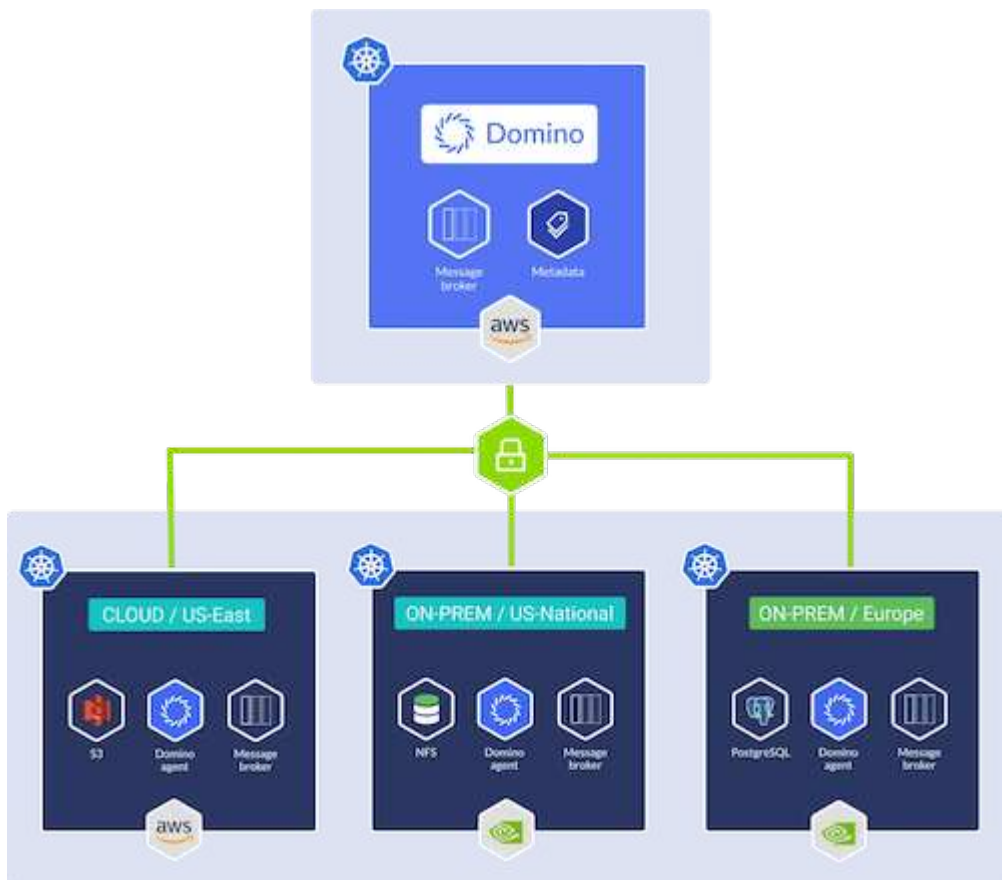 Domino
Message
broker
Metadata
aws
CLOUD / US-East
S3
Domino
agent
Message
broker
aws
ON-PREM / US-National
NFS
Domino
agent
Message
broker
ON-PREM / Europe
PostgreSQL
Domino
agent
Message
broker